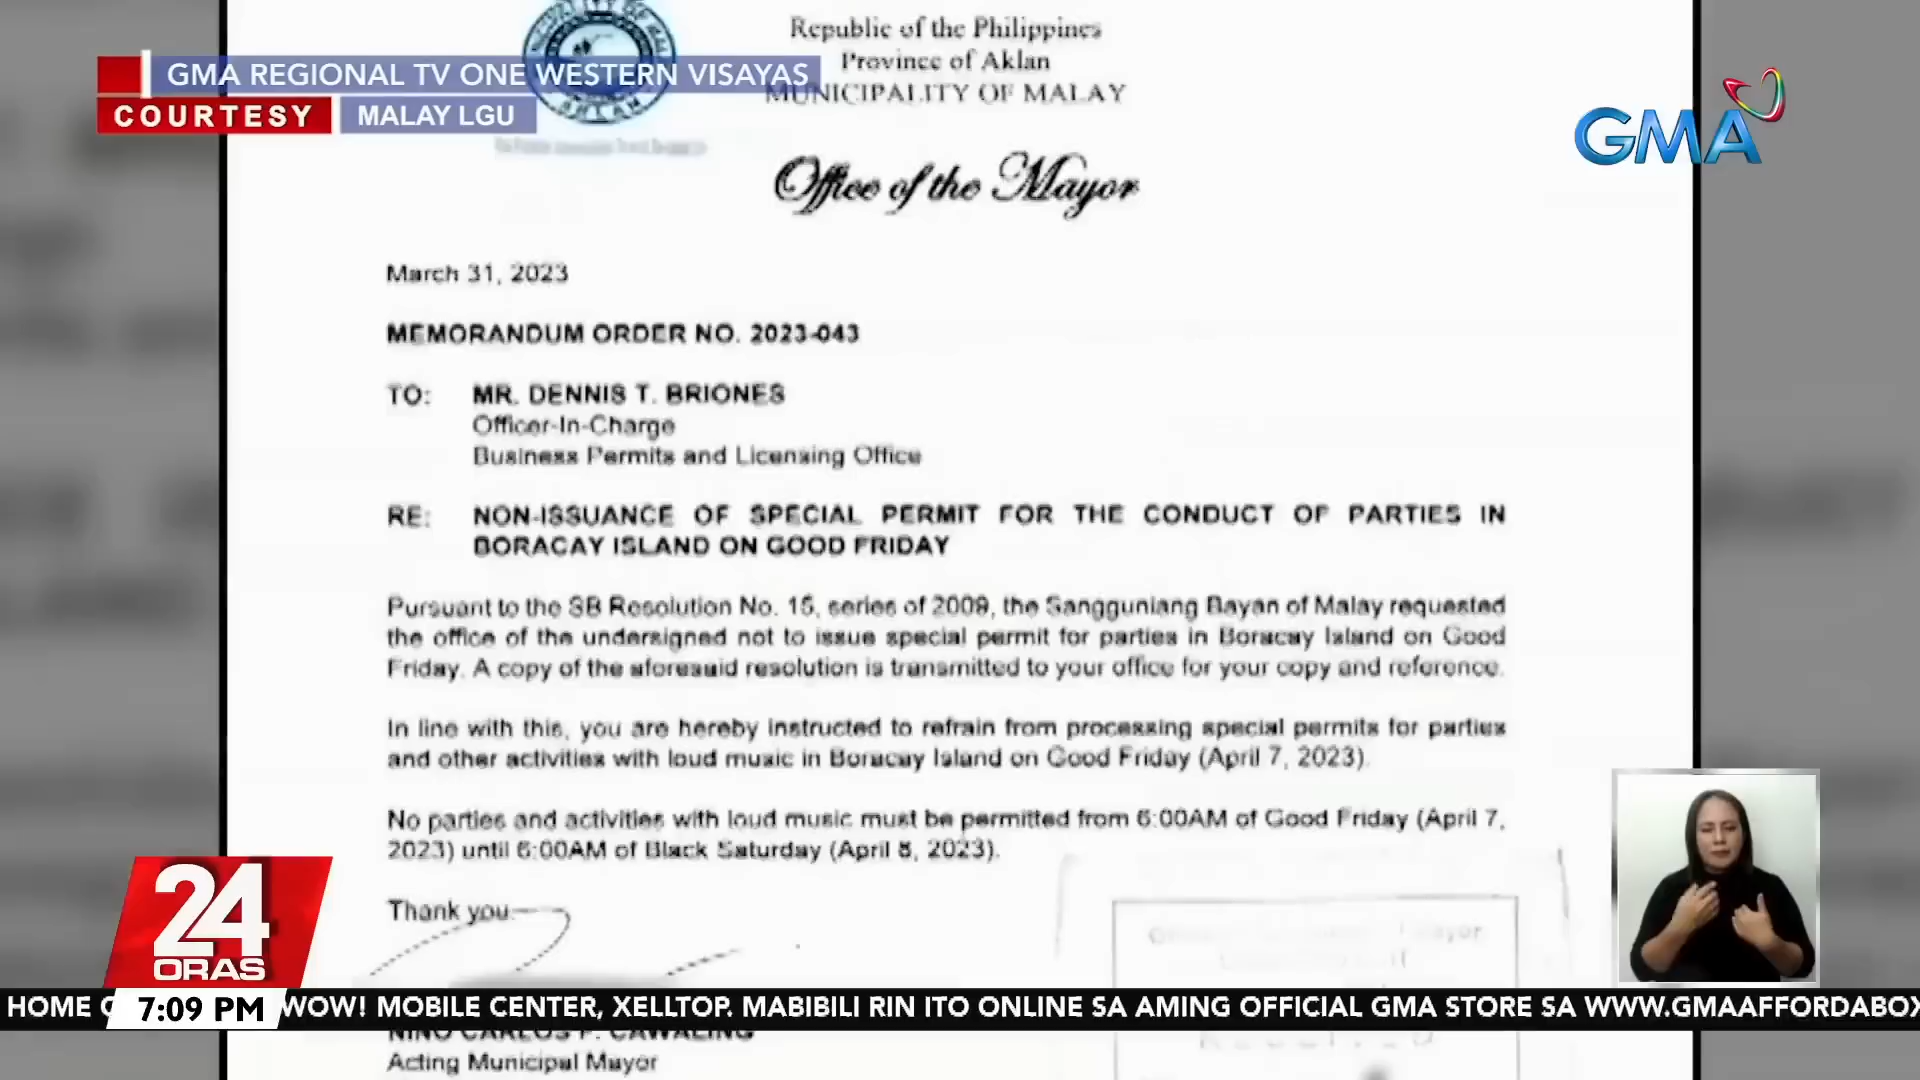 Republic of the Philippines
Province of Aklan
MUNICIPALITY OF MALAY
GMA REGIONAL TV ONE WESTERN VISAYAS
COURTESY MALAY LGU
GMA
Office of the Mayor
March 31, 2023
MEMORANDUM ORDER NO. 2023-043
TO: MR. DENNIS T. BRIONES
Officer-In-Charge
Business Permits and Licensing Office
RE: NON-ISSUANCE OF SPECIAL PERMIT FOR THE CONDUCT OF PARTIES IN
BORACAY ISLAND ON GOOD FRIDAY
Pursuant to the SB Resolution No. 15, series of 2009, the Sangguniang Bayan of Malay requested
the office of the undersigned not to issue special permit for parties in Boracay Island on Good
Friday. A copy of the aforesaid resolution is transmitted to your office for your copy and reference.
In line with this, you are hereby instructed to refrain from processing special permits for parties
and other activities with loud music in Boracay Island on Good Friday (April 7, 2023).
No parties and activities with loud music must be permitted from 6:00AM of Good Friday (April 7,
2023) until 6:00AM of Black Saturday (April 8, 2023).
Thank you.
24
ORAS
7:09 PM
HOME WOW! MOBILE CENTER, XELLTOP. MABIBILI RIN ITO ONLINE SA AMING OFFICIAL GMA STORE SA WWW.GMAAFFORDABOX
NINO CARLOS F. CAWALING
Acting Municipal Mayor